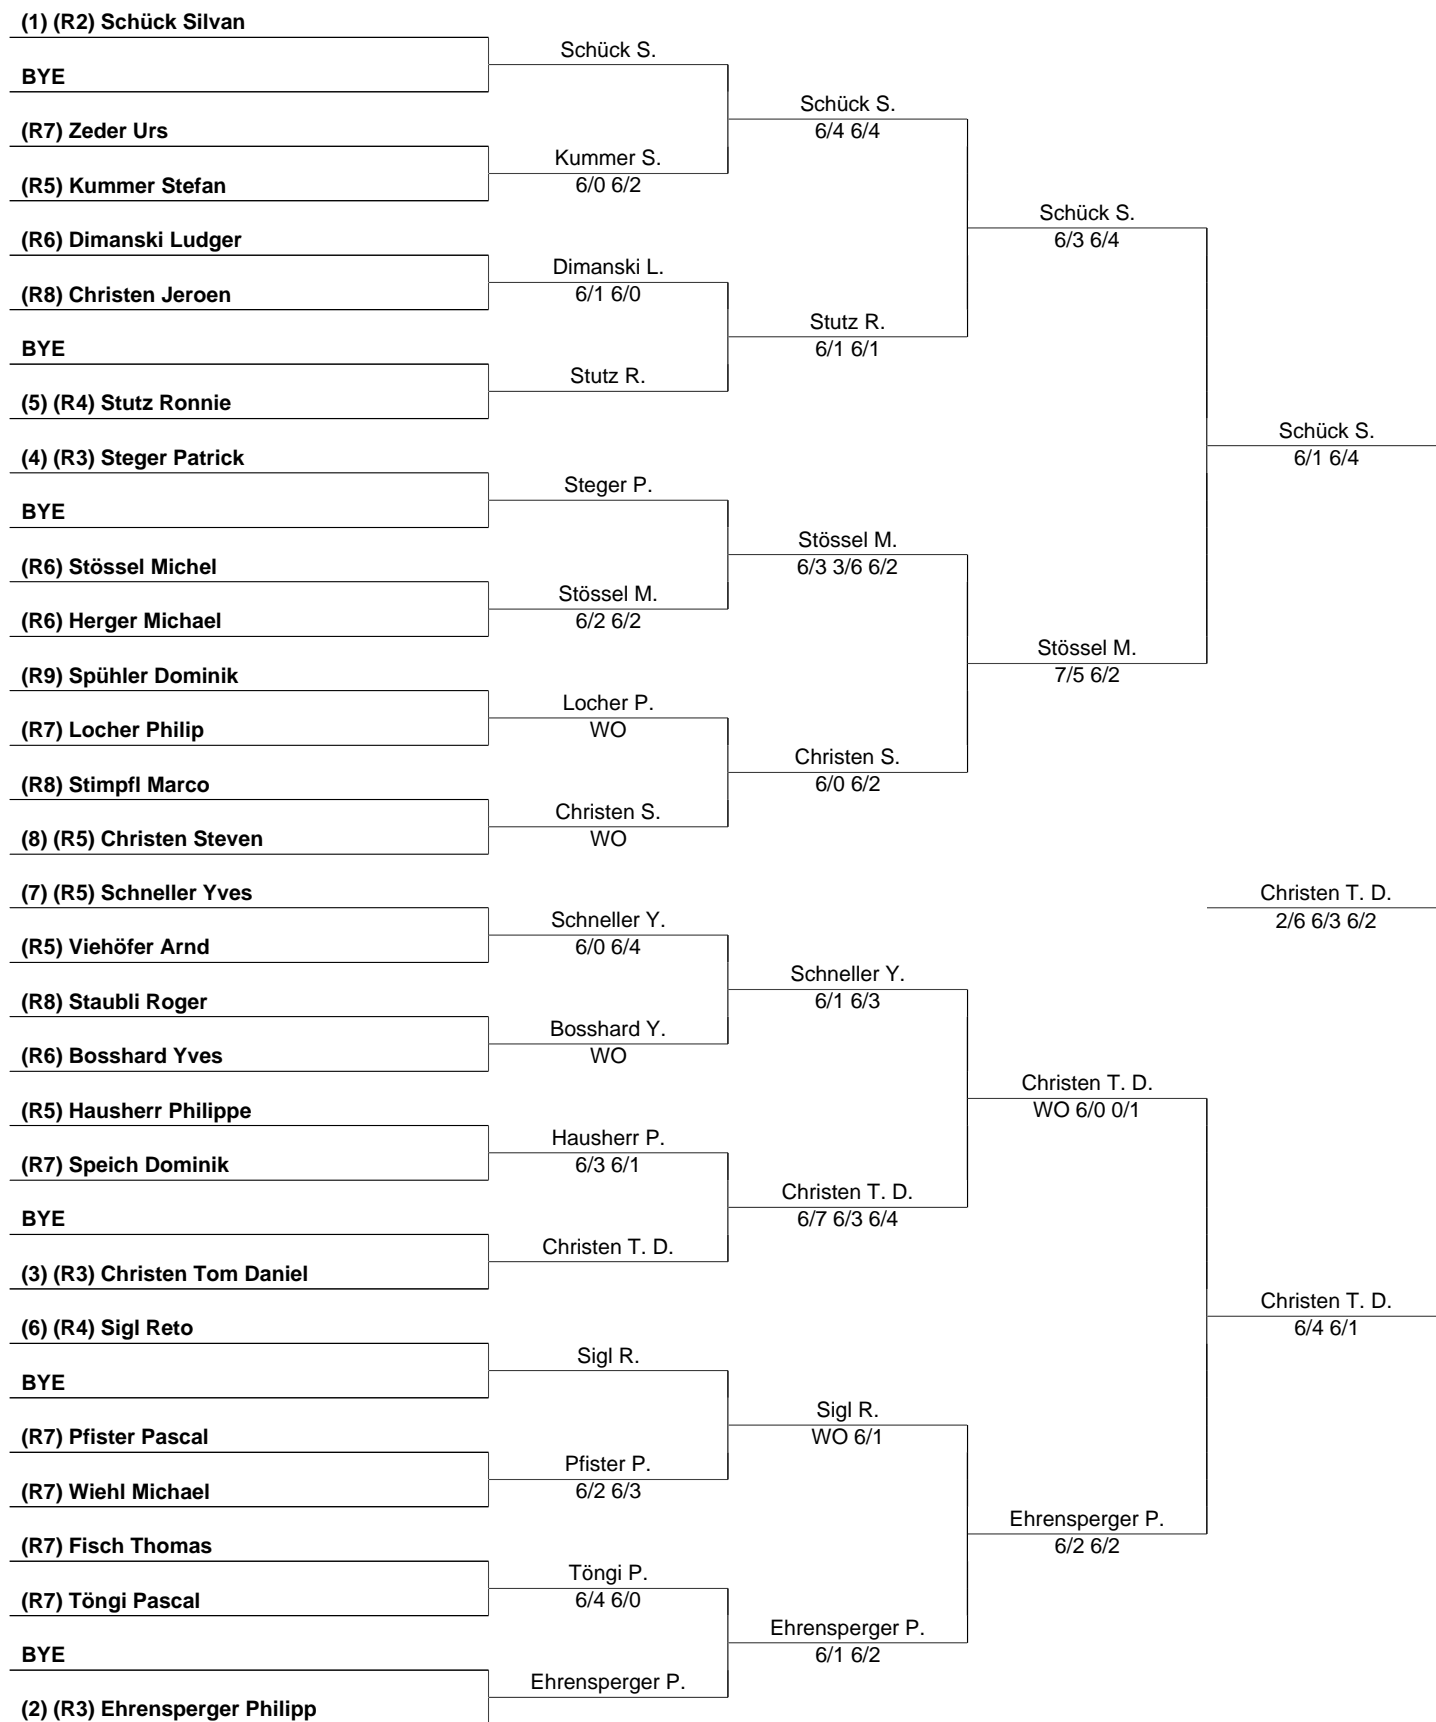 (1) (R2) Schück Silvan
Schück S.
BYE
Schück S.
6/4 6/4
(R7) Zeder Urs
Kummer S.
6/0 6/2
(R5) Kummer Stefan
Schück S.
6/3 6/4
(R6) Dimanski Ludger
Dimanski L.
6/1 6/0
(R8) Christen Jeroen
Stutz R.
6/1 6/1
BYE
Stutz R.
(5) (R4) Stutz Ronnie
Schück S.
6/1 6/4
(4) (R3) Steger Patrick
Steger P.
BYE
Stössel M.
6/3 3/6 6/2
(R6) Stössel Michel
Stössel M.
6/2 6/2
(R6) Herger Michael
Stössel M.
7/5 6/2
(R9) Spühler Dominik
Locher P.
WO
(R7) Locher Philip
Christen S.
6/0 6/2
(R8) Stimpfl Marco
Christen S.
WO
(8) (R5) Christen Steven
(7) (R5) Schneller Yves
Christen T. D.
2/6 6/3 6/2
Schneller Y.
6/0 6/4
(R5) Viehöfer Arnd
Schneller Y.
6/1 6/3
(R8) Staubli Roger
Bosshard Y.
WO
(R6) Bosshard Yves
Christen T. D.
WO 6/0 0/1
(R5) Hausherr Philippe
Hausherr P.
6/3 6/1
(R7) Speich Dominik
Christen T. D.
6/7 6/3 6/4
BYE
Christen T. D.
(3) (R3) Christen Tom Daniel
Christen T. D.
6/4 6/1
(6) (R4) Sigl Reto
Sigl R.
BYE
Sigl R.
WO 6/1
(R7) Pfister Pascal
Pfister P.
6/2 6/3
(R7) Wiehl Michael
Ehrensperger P.
6/2 6/2
(R7) Fisch Thomas
Töngi P.
6/4 6/0
(R7) Töngi Pascal
Ehrensperger P.
6/1 6/2
BYE
Ehrensperger P.
(2) (R3) Ehrensperger Philipp